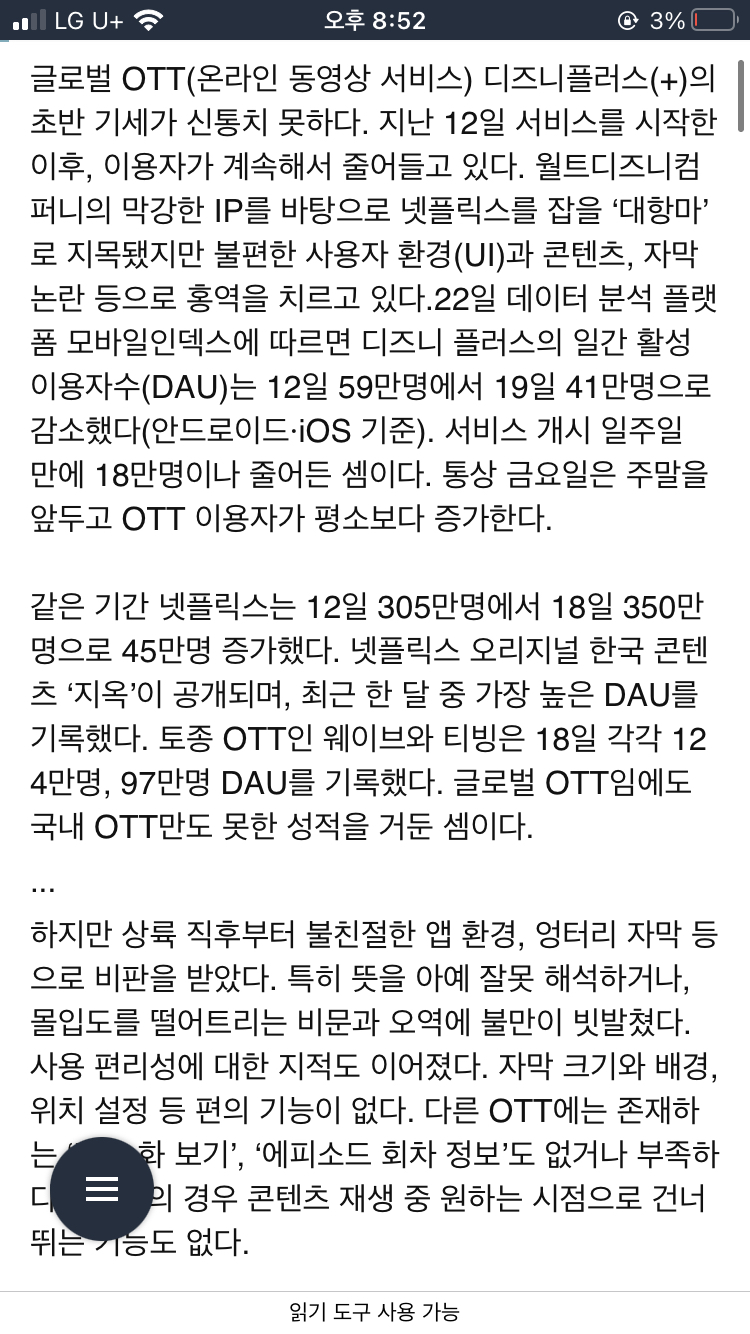 LG U+ 오후 8:52 3%
글로벌 OTT(온라인 동영상 서비스) 디즈니플러스(+)의
초반 기세가 신통치 못하다. 지난 12일 서비스를 시작한
이후, 이용자가 계속해서 줄어들고 있다. 월트디즈니컴
퍼니의 막강한 IP를 바탕으로 넷플릭스를 잡을 ‘대항마’
로 지목됐지만 불편한 사용자 환경(UI)과 콘텐츠, 자막
논란 등으로 홍역을 치르고 있다.22일 데이터 분석 플랫
폼 모바일인덱스에 따르면 디즈니 플러스의 일간 활성
이용자수(DAU)는 12일 59만명에서 19일 41만명으로
감소했다(안드로이드·iOS 기준). 서비스 개시 일주일
만에 18만명이나 줄어든 셈이다. 통상 금요일은 주말을
앞두고 OTT 이용자가 평소보다 증가한다.
같은 기간 넷플릭스는 12일 305만명에서 18일 350만
명으로 45만명 증가했다. 넷플릭스 오리지널 한국 콘텐
츠 ‘지옥’이 공개되며, 최근 한 달 중 가장 높은 DAU를
기록했다. 토종 OTT인 웨이브와 티빙은 18일 각각 12
4만명, 97만명 DAU를 기록했다. 글로벌 OTT임에도
국내 OTT만도 못한 성적을 거둔 셈이다.
...
하지만 상륙 직후부터 불친절한 앱 환경, 엉터리 자막 등
으로 비판을 받았다. 특히 뜻을 아예 잘못 해석하거나,
몰입도를 떨어트리는 비문과 오역에 불만이 빗발쳤다.
사용 편리성에 대한 지적도 이어졌다. 자막 크기와 배경,
위치 설정 등 편의 기능이 없다. 다른 OTT에는 존재하
는 화 보기’, ‘에피소드 회차 정보’도 없거나 부족하
다 의 경우 콘텐츠 재생 중 원하는 시점으로 건너
뛰는 기능도 없다.
읽기 도구 사용 가능